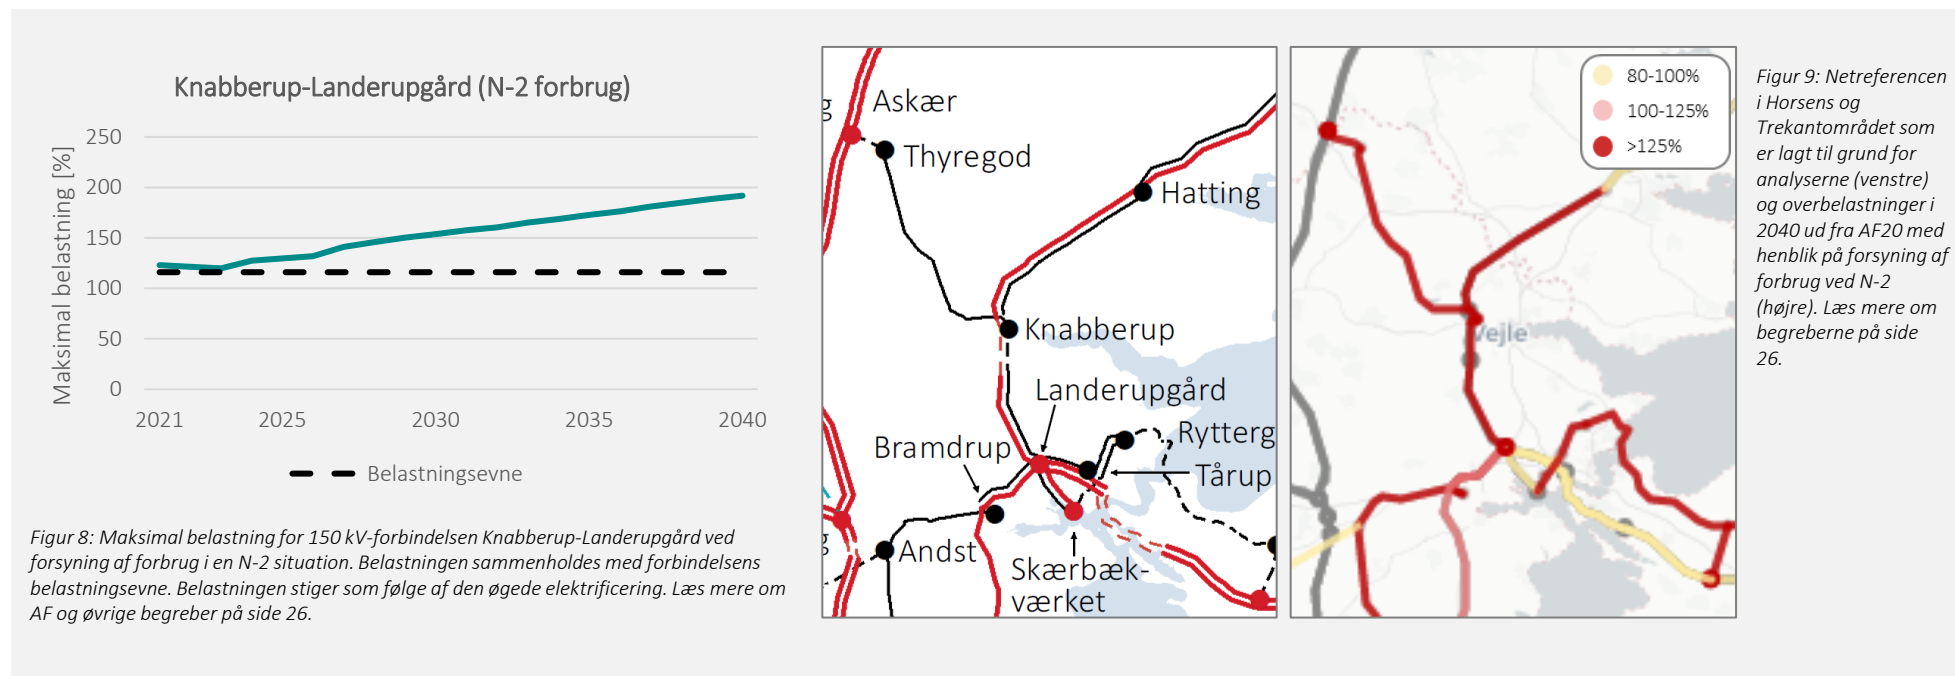 Knabberup-Landerupgård (N-2 forbrug)
Maksimal belastning [%]
250
200
150
100
50
0
2021
2025
2030
2035
2040
Belastningsevne
Figur 8: Maksimal belastning for 150 kV-forbindelsen Knabberup-Landerupgård ved
forsyning af forbrug i en N-2 situation. Belastningen sammenholdes med forbindelsens
belastningsevne. Belastningen stiger som følge af den øgede elektrificering. Læs mere om
AF og øvrige begreber på side 26.
g
Askær
Thyregod
Hatting
Knabberup
Landerupgård
Bramdrup
Rytterg
Tårup
g
Andst
Skærbæk-
værket
80-100%
100-125%
>125%
Vejle
Figur 9: Netreferencen
i Horsens og
Trekantområdet som
er lagt til grund for
analyserne (venstre)
og overbelastninger i
2040 ud fra AF20 med
henblik på forsyning af
forbrug ved N-2
(højre). Læs mere om
begreberne på side
26.